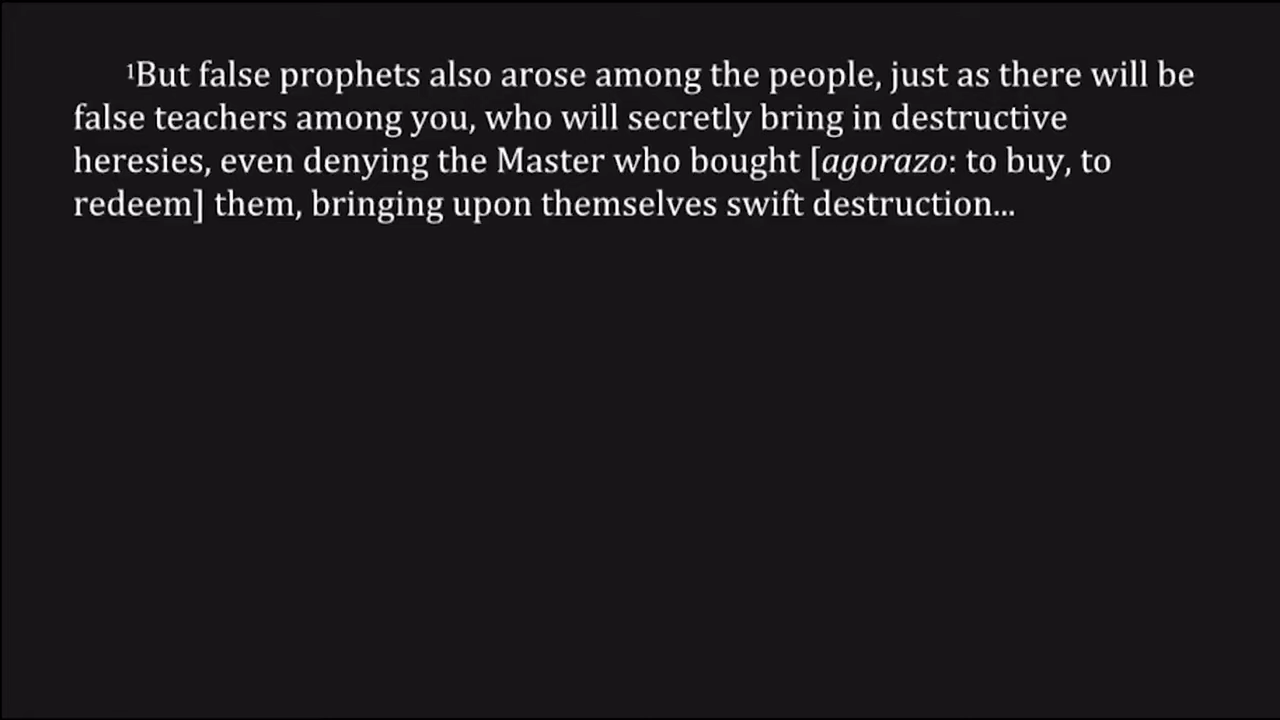 ¹But false prophets also arose among the people, just as there will be
false teachers among you, who will secretly bring in destructive
heresies, even denying the Master who bought [agorazo: to buy, to
redeem] them, bringing upon themselves swift destruction...